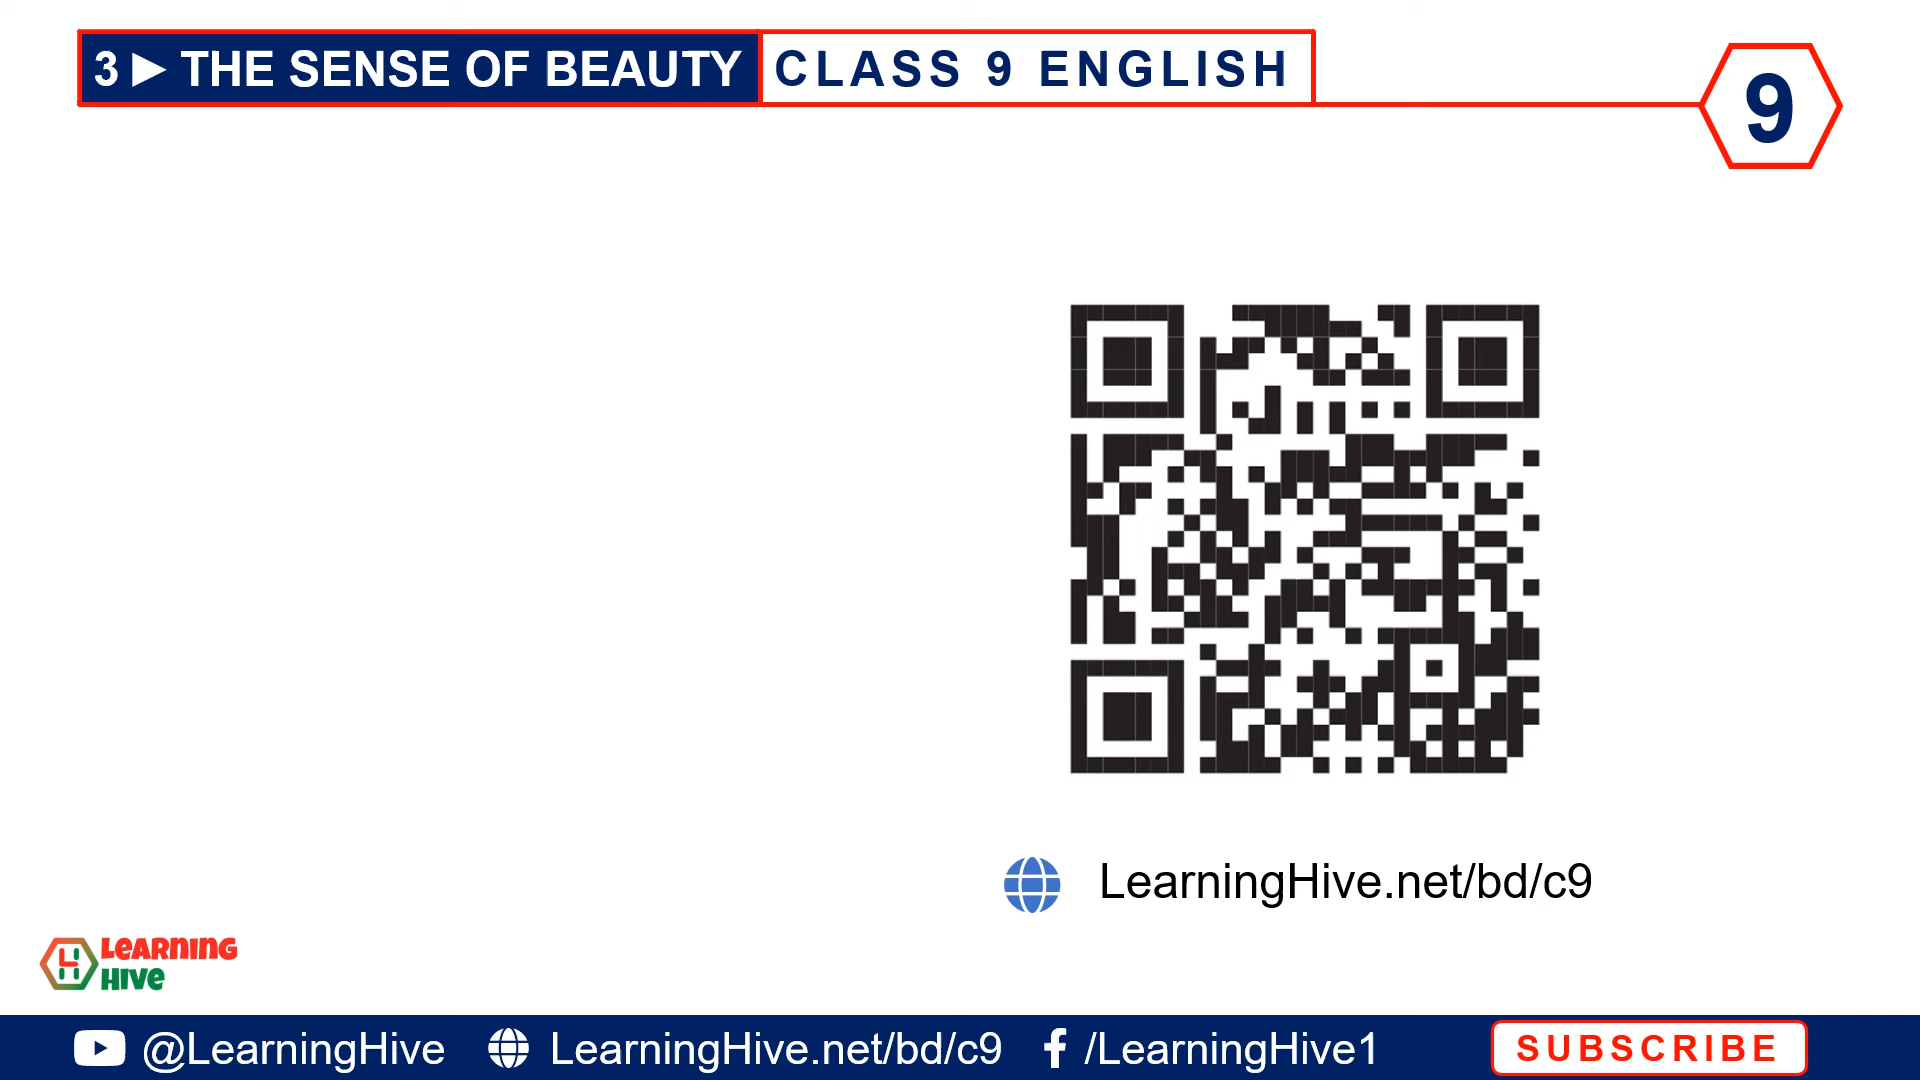 3 ► THE SENSE OF BEAUTY CLASS 9 ENGLISH
9
LearningHive.net/bd/c9
LEARNING
HIVE
@LearningHive LearningHive.net/bd/c9 /LearningHive1 SUBSCRIBE